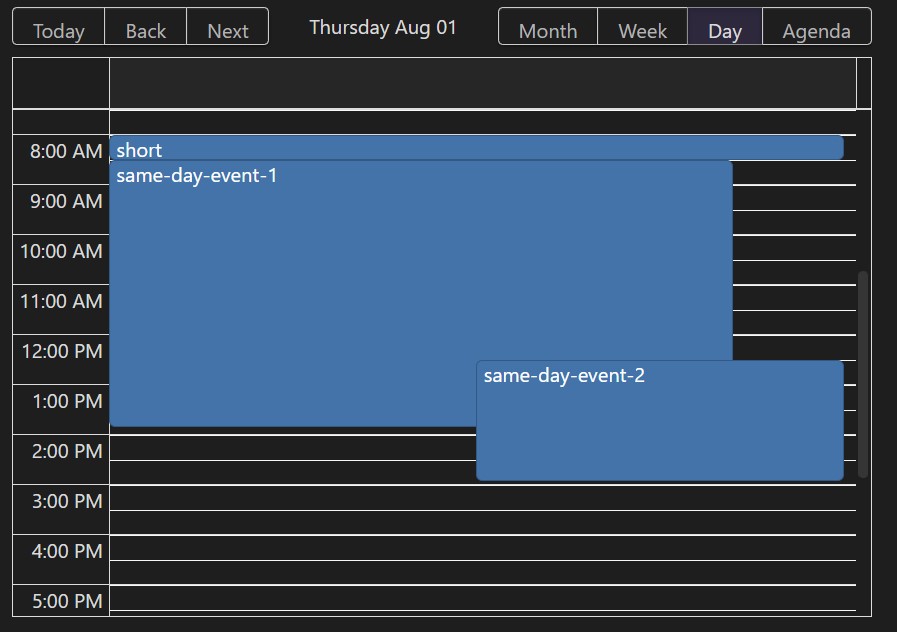 Today Back Next Thursday Aug 01 Month Week Day Agenda
8:00 AM short
same-day-event-1
9:00 AM
10:00 AM
11:00 AM
12:00 PM
same-day-event-2
1:00 PM
2:00 PM
3:00 PM
4:00 PM
5:00 PM